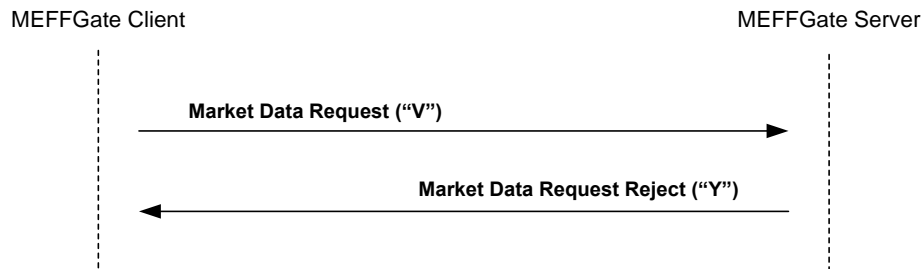 MEFFGate Client
MEFFGate Server
Market Data Request (“V”)
Market Data Request Reject (“Y”)